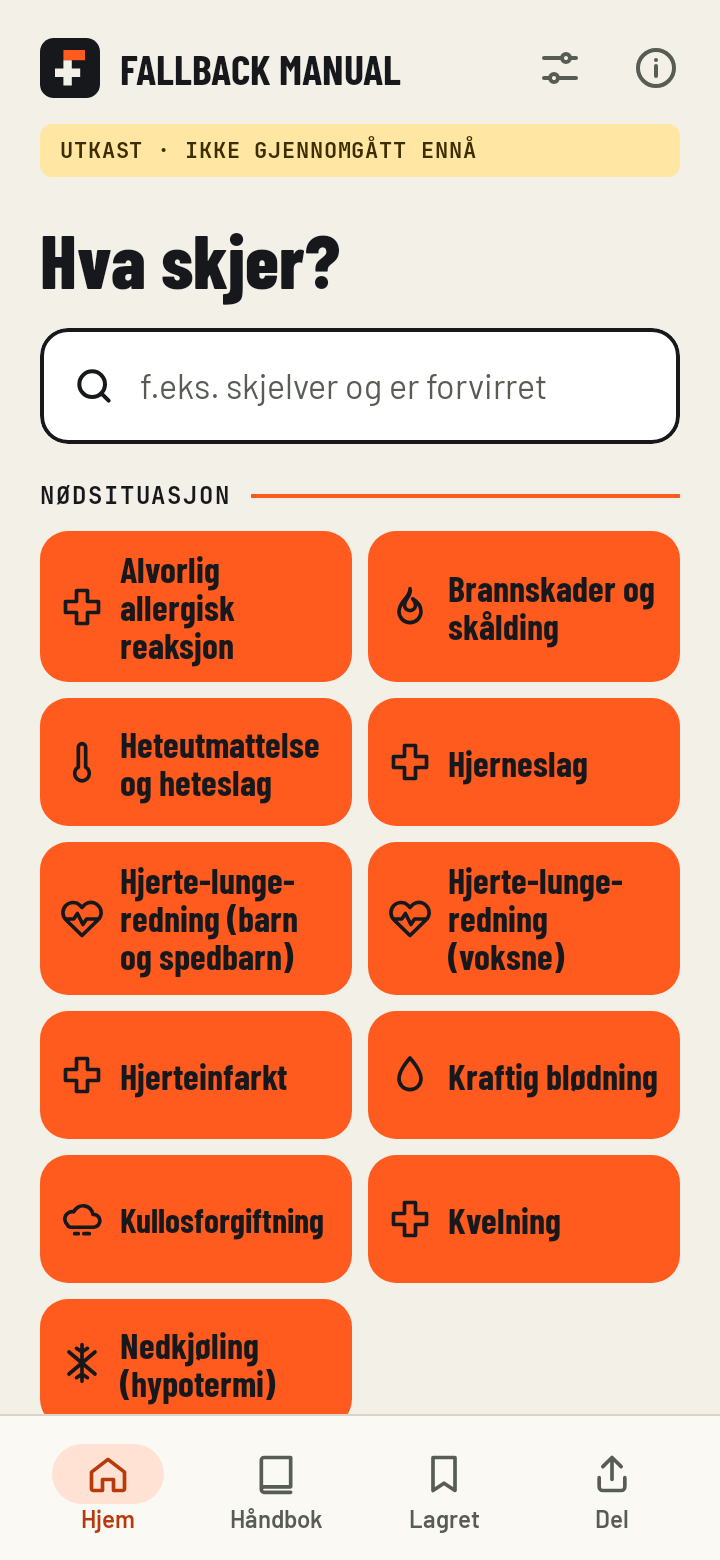 FALLBACK MANUAL
UTKAST · IKKE GJENNOMGÅTT ENNÅ
Hva skjer?
f.eks. skjelver og er forvirret
NØDSITUASJON
Alvorlig
allergisk
reaksjon
Brannskader og
skålding
Heteutmattelse
og heteslag
Hjerneslag
Hjerte-lunge-
redning (barn
og spedbarn)
Hjerte-lunge-
redning
(voksne)
Hjerteinfarkt
Kraftig blødning
Kullosforgiftning
Kvelning
Nedkjøling
(hypotermi)
Hjem
Håndbok
Lagret
Del